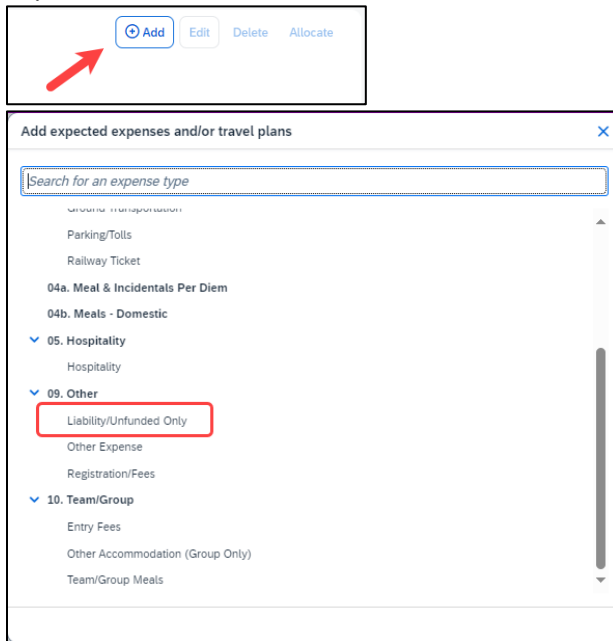 Add
Edit
Delete
Allocate
Add expected expenses and/or travel plans
Search for an expense type
Ground Transportation
Parking/Tolls
Railway Ticket
04a. Meal & Incidentals Per Diem
04b. Meals - Domestic
05. Hospitality
Hospitality
09. Other
Liability/Unfunded Only
Other Expense
Registration/Fees
10. Team/Group
Entry Fees
Other Accommodation (Group Only)
Team/Group Meals